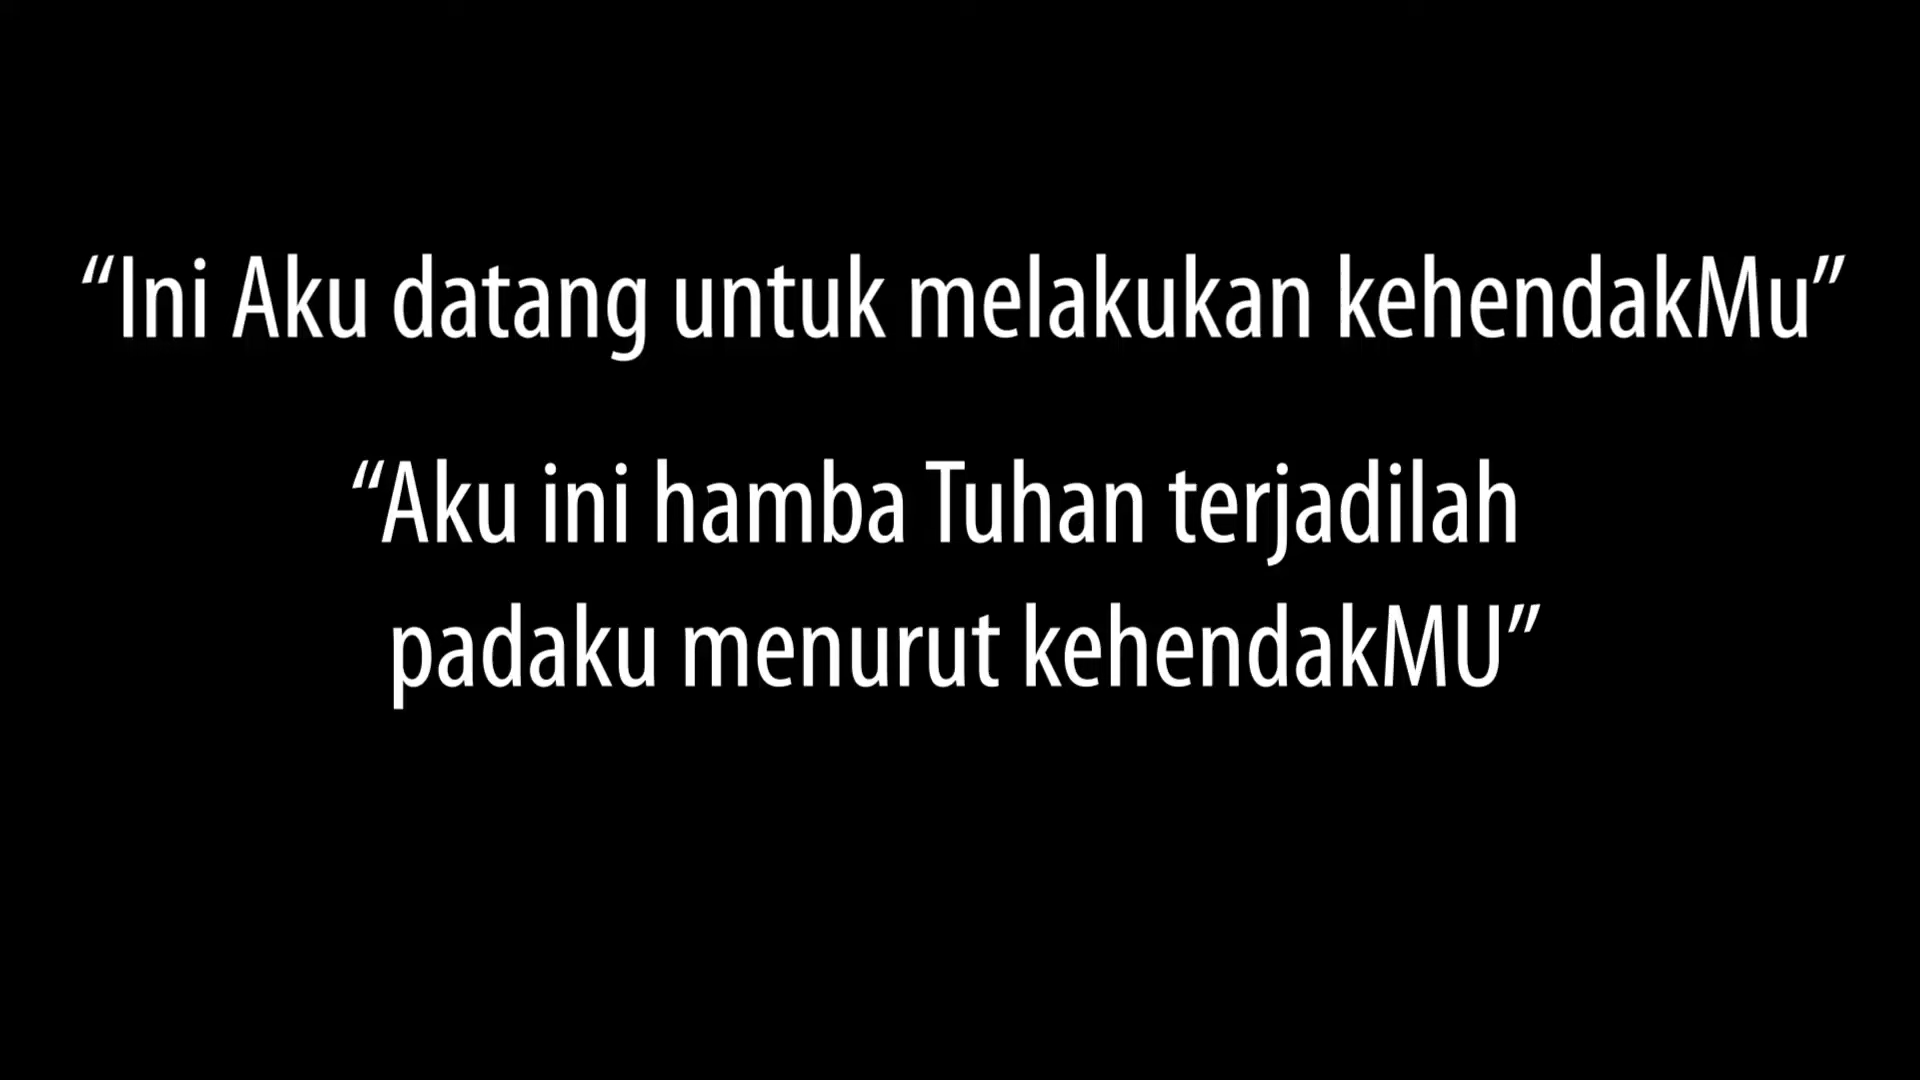 “Ini Aku datang untuk melakukan kehendakMu”
“Aku ini hamba Tuhan terjadilah
padaku menurut kehendakMU”